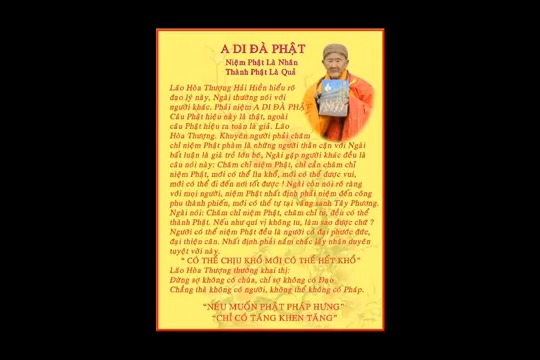 A DI ĐÀ PHẬT
Niệm Phật Là Nhân
Thành Phật Là Quả
Lão Hòa Thượng Hải Hiền hiểu rõ
đạo lý này, Ngài thường nói với
người khác. Phải niệm A DI ĐÀ PHẬT
Câu Phật hiệu này là thật, ngoài
câu Phật hiệu ra toàn là giả. Lão
Hòa Thượng. Khuyên người phải chăm
chỉ niệm Phật phàm là những người thân cận với Ngài
bất luận là già trẻ lớn bé, Ngài gặp người khác đều là
câu nói này: Chăm chỉ niệm Phật, chỉ cần chăm chỉ
niệm Phật, mới có thể lìa khổ, mới có thể được vui,
mới có thể đi đến nơi tốt được ! Ngài còn nói rõ ràng
với mọi người, niệm Phật nhất định phải niệm đến công
phu thành phiến, mới có thể tự tại vãng sanh Tây Phương.
Ngài nói: Chăm chỉ niệm Phật, chăm chỉ tu, đều có thể
thành Phật. Nếu như quí vị không tu, làm sao được chứ ?
Người có thể niệm Phật đều là người có đại phước đức,
đại thiện căn. Nhất định phải nắm chắc lấy nhân duyên
tuyệt vời này.
“ CÓ THỂ CHỊU KHỔ MỚI CÓ THỂ HẾT KHỔ”
Lão Hòa Thượng thường khai thị:
Đừng sợ không có chùa, chỉ sợ không có Đạo
Chẳng thà không có người, không thể không có Pháp.
“NẾU MUỐN PHẬT PHÁP HƯNG”
“CHỈ CÓ TĂNG KHEN TĂNG”